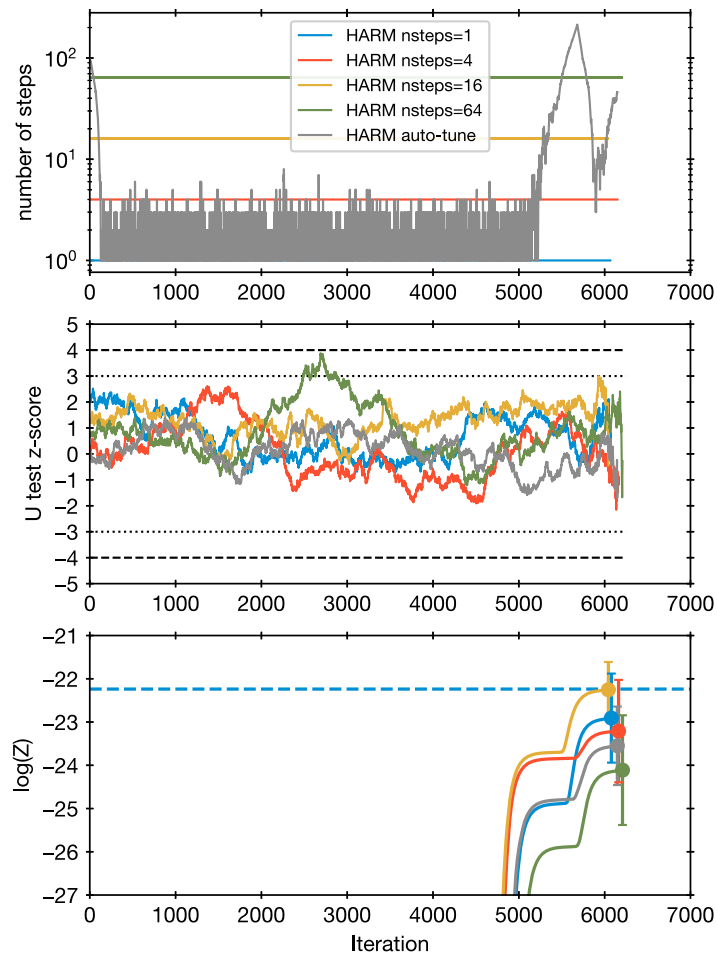 number of steps
10²
10¹
10⁰
HARM nsteps=1
HARM nsteps=4
HARM nsteps=16
HARM nsteps=64
HARM auto-tune
0 1000 2000 3000 4000 5000 6000 7000
U test z-score
5
4
3
2
1
0
−1
−2
−3
−4
−5
0 1000 2000 3000 4000 5000 6000 7000
log(Z)
−21
−22
−23
−24
−25
−26
−27
0 1000 2000 3000 4000 5000 6000 7000
Iteration